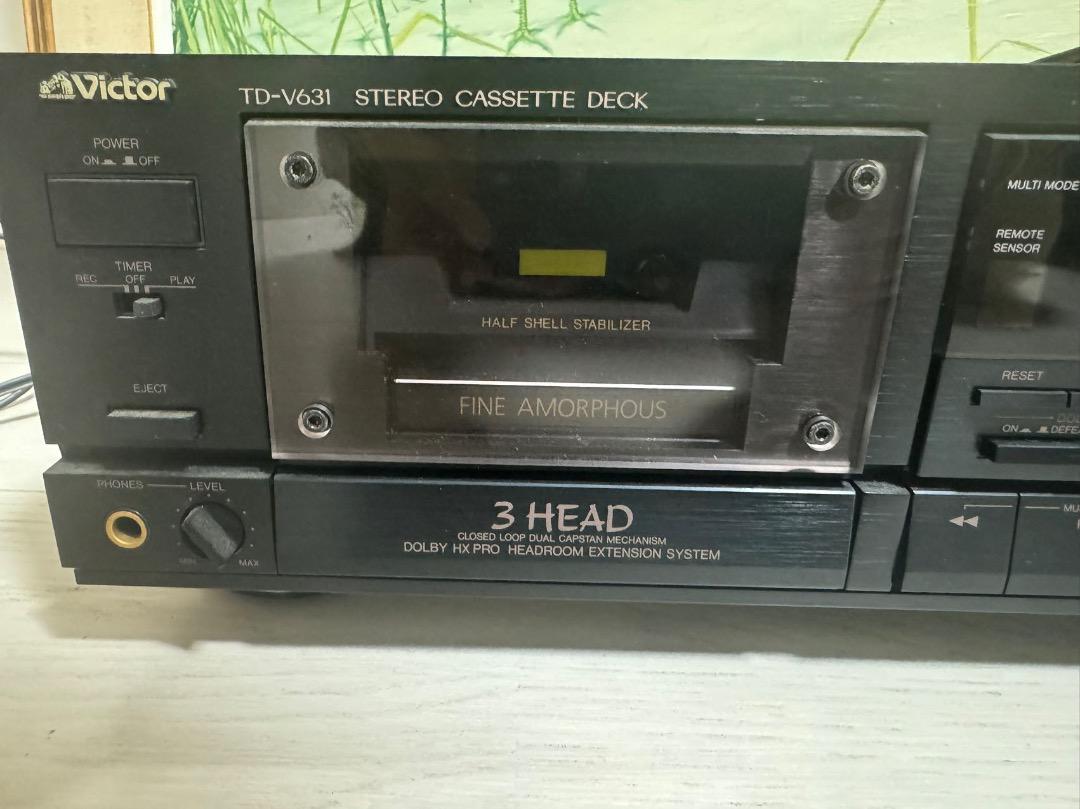 Victor
TD-V631 STEREO CASSETTE DECK
POWER
ON OFF
TIMER
REC OFF PLAY
EJECT
HALF SHELL STABILIZER
FINE AMORPHOUS
MULTI MODE
REMOTE
SENSOR
RESET
ON
PHONES LEVEL
MIN MAX
3 HEAD
CLOSED LOOP DUAL CAPSTAN MECHANISM
DOLBY HX PRO HEADROOM EXTENSION SYSTEM